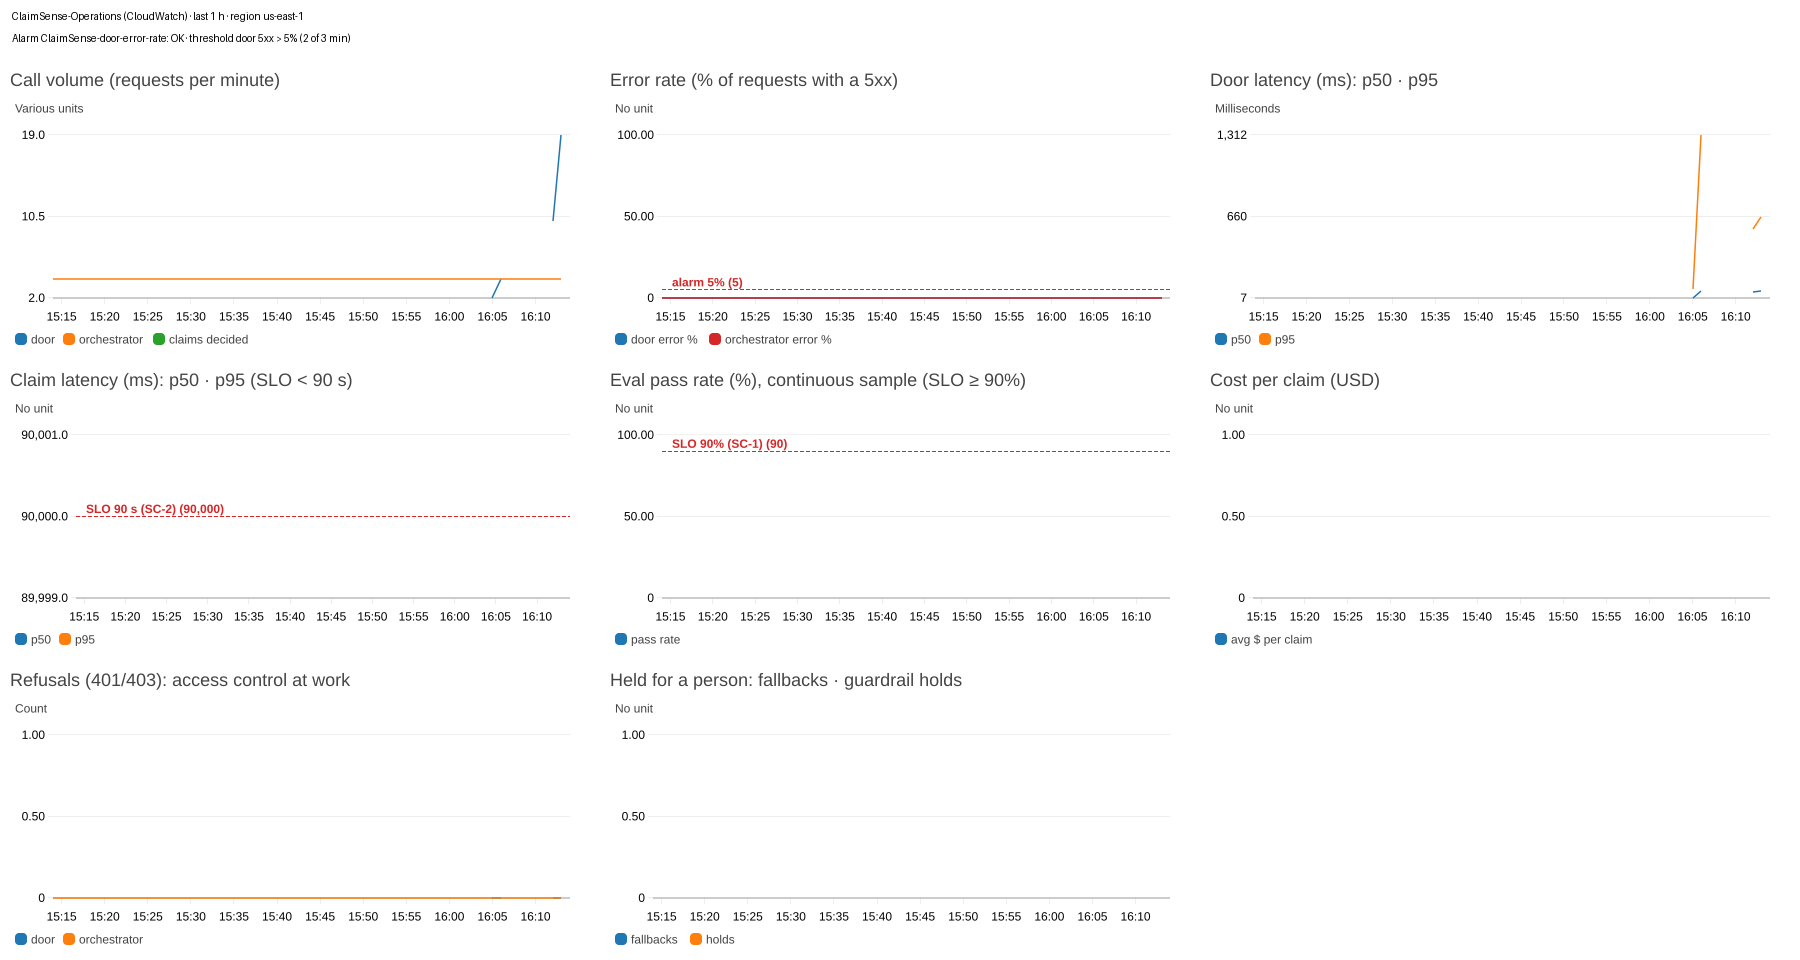 ClaimSense-Operations (CloudWatch) · last 1 h · region us-east-1
Alarm ClaimSense-door-error-rate: OK · threshold door 5xx > 5% (2 of 3 min)
Call volume (requests per minute)
Various units
19.0
10.5
2.0
15:15 15:20 15:25 15:30 15:35 15:40 15:45 15:50 15:55 16:00 16:05 16:10
door orchestrator claims decided
Error rate (% of requests with a 5xx)
No unit
100.00
50.00
alarm 5% (5)
0
15:15 15:20 15:25 15:30 15:35 15:40 15:45 15:50 15:55 16:00 16:05 16:10
door error % orchestrator error %
Door latency (ms): p50 · p95
Milliseconds
1,312
660
7
15:15 15:20 15:25 15:30 15:35 15:40 15:45 15:50 15:55 16:00 16:05 16:10
p50 p95
Claim latency (ms): p50 · p95 (SLO < 90 s)
No unit
90,001.0
SLO 90 s (SC-2) (90,000)
90,000.0
89,999.0
15:15 15:20 15:25 15:30 15:35 15:40 15:45 15:50 15:55 16:00 16:05 16:10
p50 p95
Eval pass rate (%), continuous sample (SLO ≥ 90%)
No unit
100.00
SLO 90% (SC-1) (90)
50.00
0
15:15 15:20 15:25 15:30 15:35 15:40 15:45 15:50 15:55 16:00 16:05 16:10
pass rate
Cost per claim (USD)
No unit
1.00
0.50
0
15:15 15:20 15:25 15:30 15:35 15:40 15:45 15:50 15:55 16:00 16:05 16:10
avg $ per claim
Refusals (401/403): access control at work
Count
1.00
0.50
0
15:15 15:20 15:25 15:30 15:35 15:40 15:45 15:50 15:55 16:00 16:05 16:10
door orchestrator
Held for a person: fallbacks · guardrail holds
No unit
1.00
0.50
0
15:15 15:20 15:25 15:30 15:35 15:40 15:45 15:50 15:55 16:00 16:05 16:10
fallbacks holds